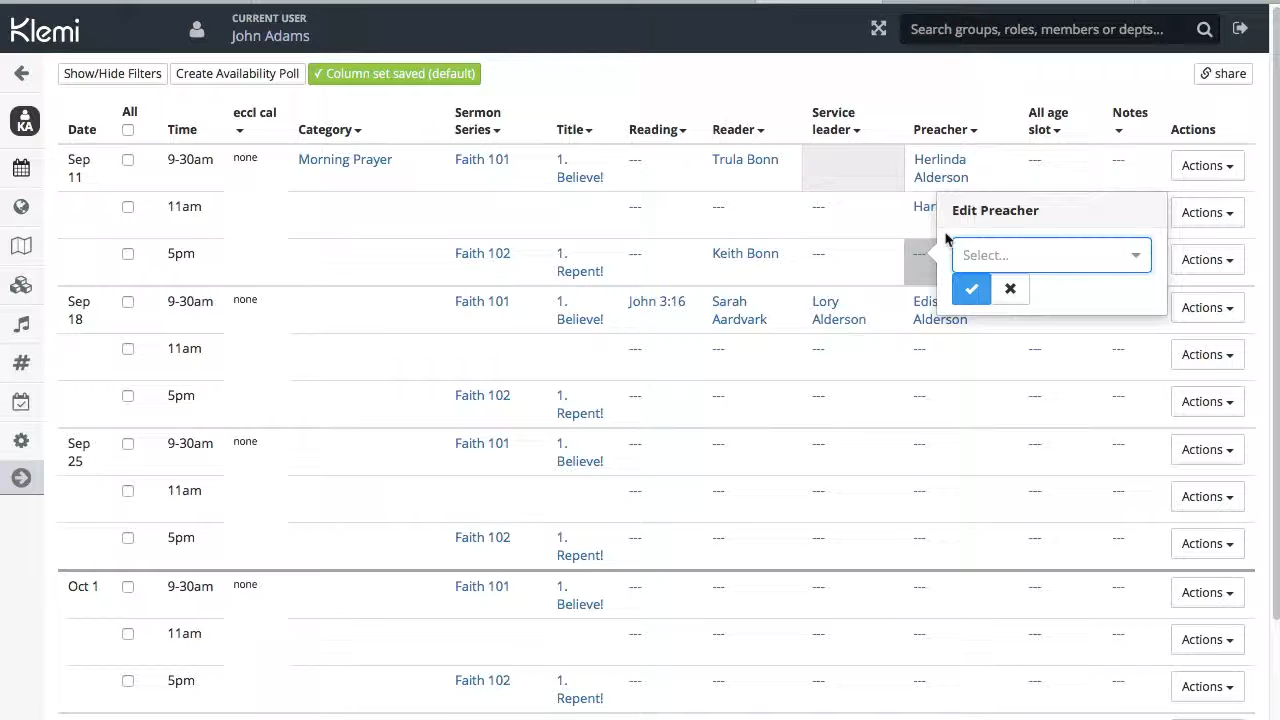 Klemi
CURRENT USER
John Adams
Search groups, roles, members or depts...
Show/Hide Filters
Create Availability Poll
✓ Column set saved (default)
share
KA
Date
All
Time
eccl cal
Category
Sermon
Series
Title
Reading
Reader
Service
leader
Preacher
All age
slot
Notes
Actions
Sep
11
9-30am
none
Morning Prayer
Faith 101
1.
Believe!
---
Trula Bonn
Herlinda
Alderson
---
---
Actions
11am
---
---
---
Actions
5pm
Faith 102
1.
Repent!
---
Keith Bonn
---
---
Actions
Edit Preacher
Select...
Sep
18
9-30am
none
Faith 101
1.
Believe!
John 3:16
Sarah
Aardvark
Lory
Alderson
Alderson
Actions
11am
---
---
---
---
---
---
Actions
5pm
Faith 102
1.
Repent!
---
---
---
---
---
---
Actions
Sep
25
9-30am
none
Faith 101
1.
Believe!
---
---
---
---
---
---
Actions
11am
---
---
---
---
---
---
Actions
5pm
Faith 102
1.
Repent!
---
---
---
---
---
---
Actions
Oct 1
9-30am
none
Faith 101
1.
Believe!
---
---
---
---
---
---
Actions
11am
---
---
---
---
---
---
Actions
5pm
Faith 102
1.
Repent!
---
---
---
---
---
---
Actions